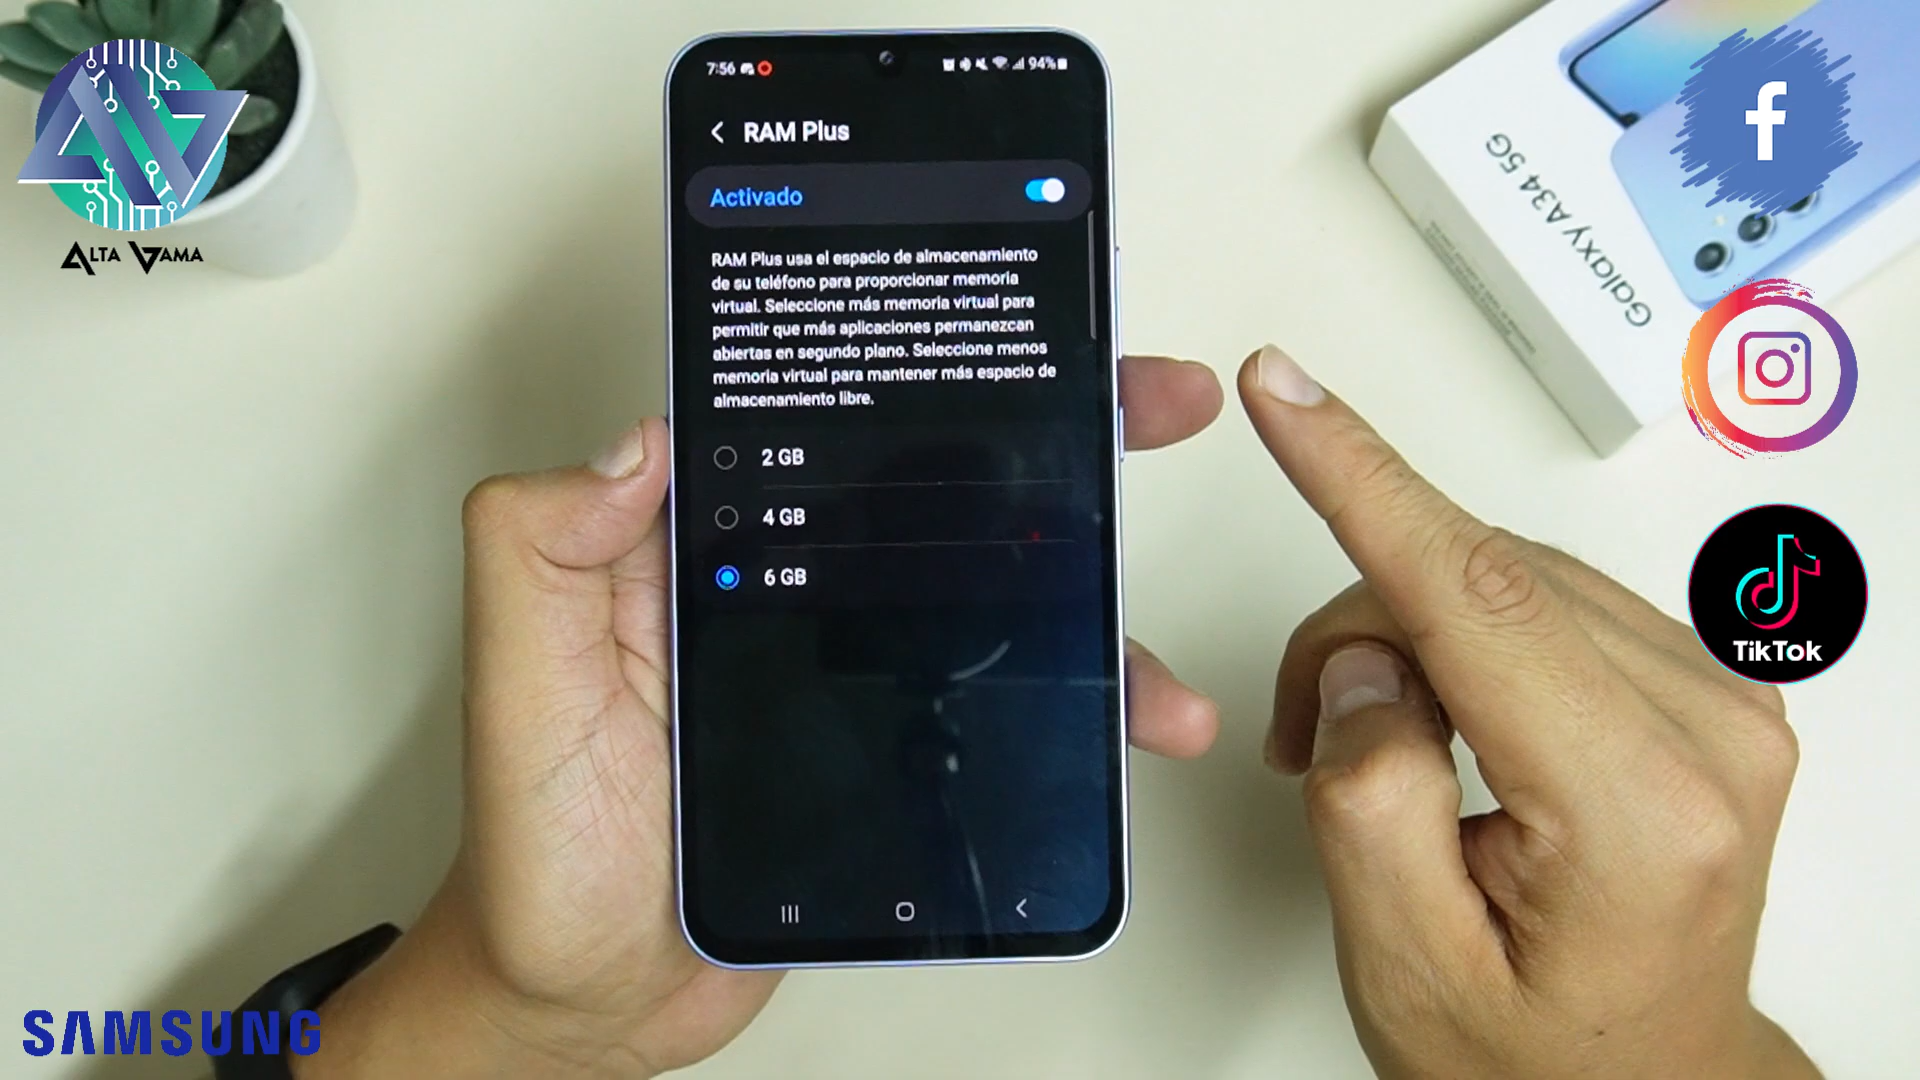 ALTA GAMA
7:56
94%
RAM Plus
Activado
RAM Plus usa el espacio de almacenamiento
de su teléfono para proporcionar memoria
virtual. Seleccione más memoria virtual para
permitir que más aplicaciones permanezcan
abiertas en segundo plano. Seleccione menos
memoria virtual para mantener más espacio de
almacenamiento libre.
2 GB
4 GB
6 GB
Galaxy A34 5G
f
TikTok
SAMSUNG